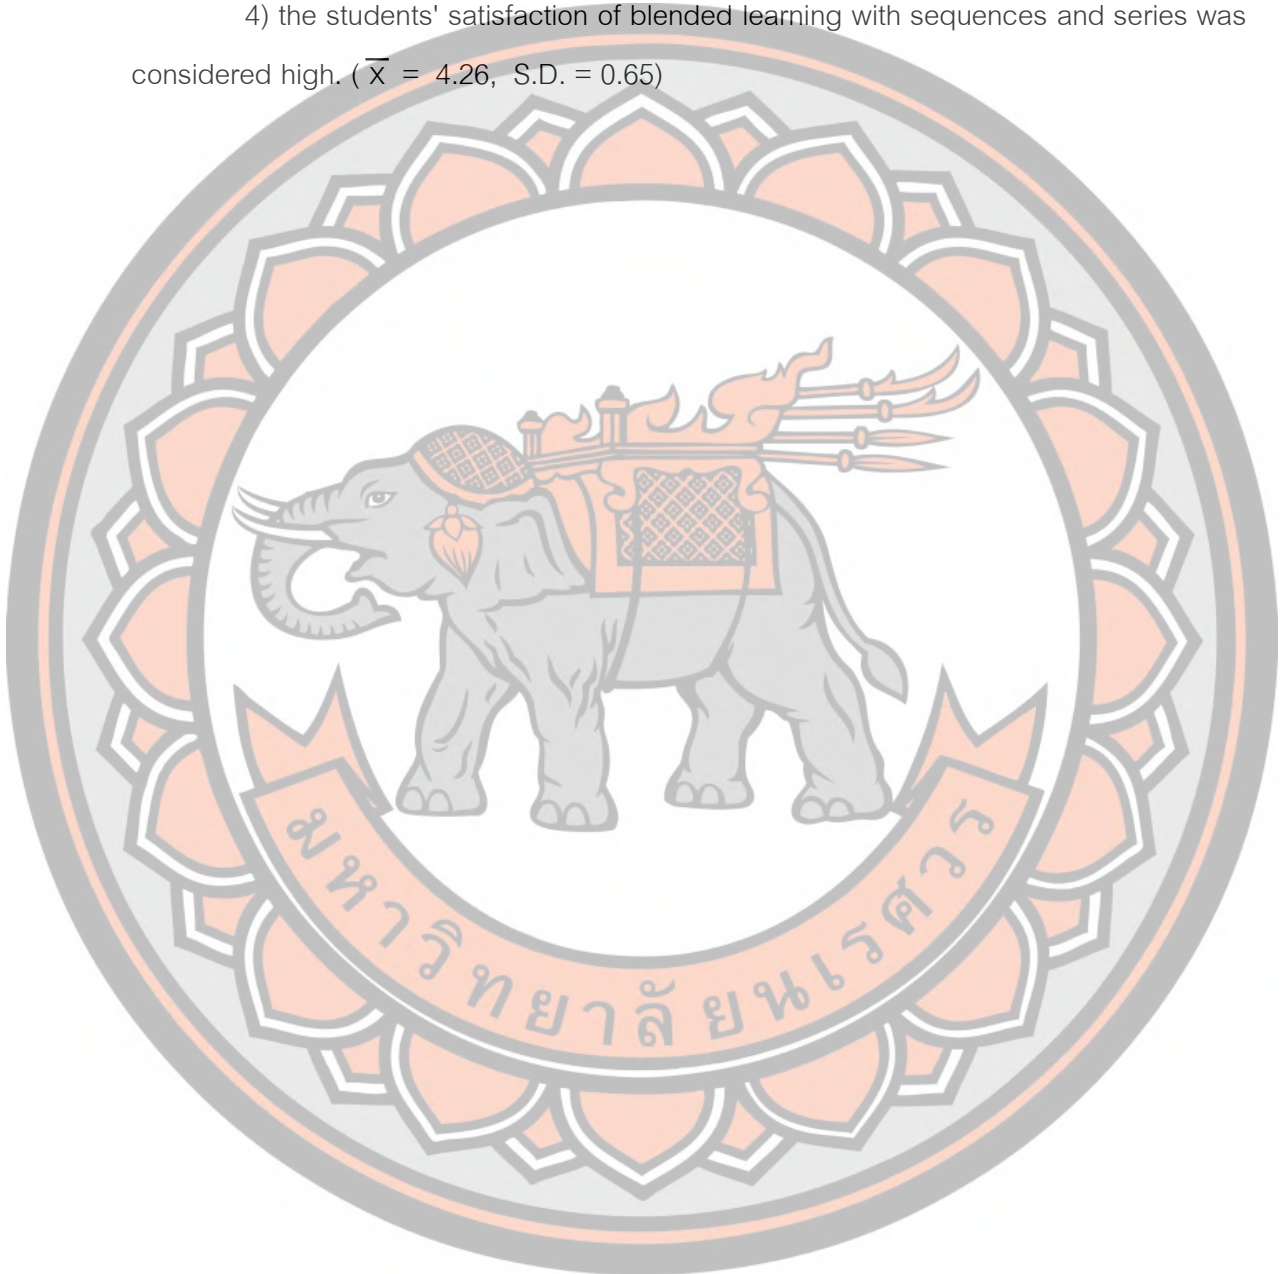 4) the students' satisfaction of blended learning with sequences and series was
considered high. ( x̅ = 4.26, S.D. = 0.65)
มหาวิทยาลัยนเรศวร